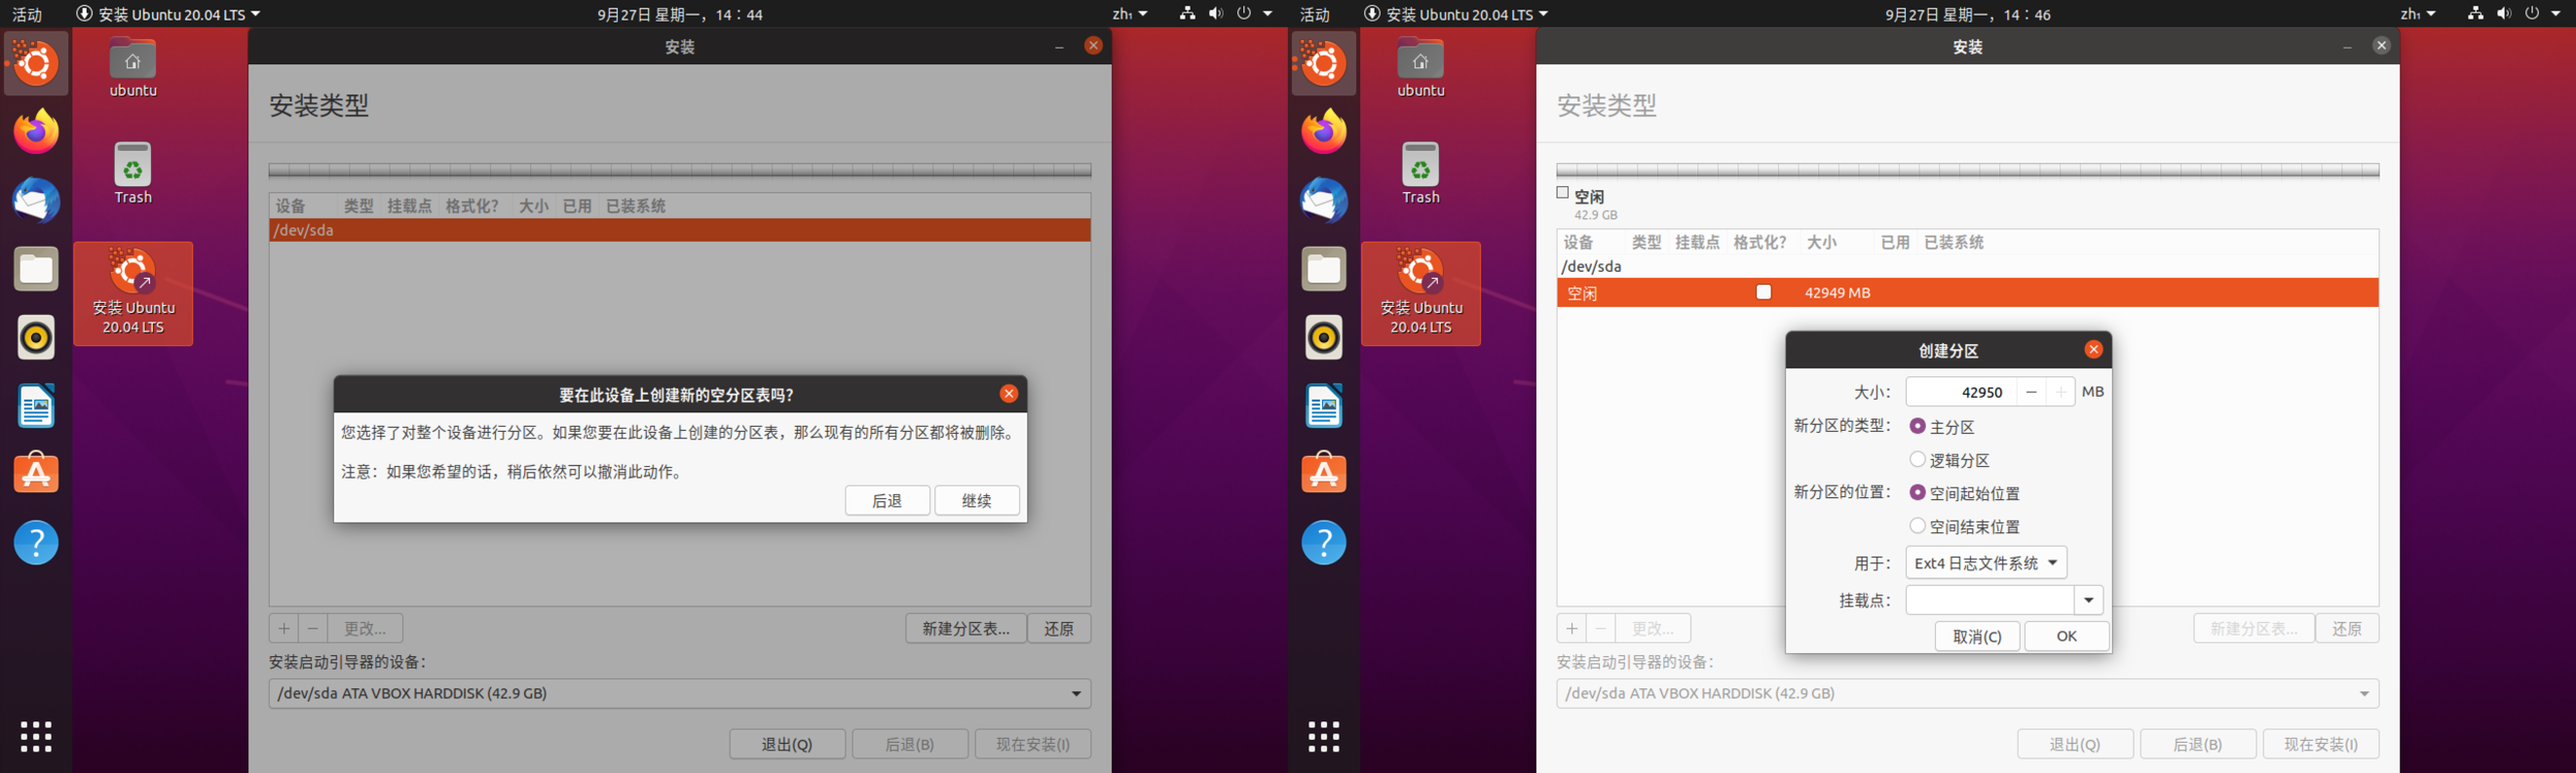 活动
安装 Ubuntu 20.04 LTS
9月27日 星期一，14：44
zh₁
ubuntu
Trash
安装 Ubuntu
20.04 LTS
安装
安装类型
设备 类型 挂载点 格式化？ 大小 已用 已装系统
/dev/sda
要在此设备上创建新的空分区表吗？
您选择了对整个设备进行分区。如果您要在此设备上创建的分区表，那么现有的所有分区都将被删除。
注意：如果您希望的话，稍后依然可以撤消此动作。
后退 继续
+ − 更改... 新建分区表... 还原
安装启动引导器的设备：
/dev/sda ATA VBOX HARDDISK (42.9 GB)
退出(Q) 后退(B) 现在安装(I)
活动
安装 Ubuntu 20.04 LTS
9月27日 星期一，14：46
zh₁
ubuntu
Trash
安装 Ubuntu
20.04 LTS
安装
安装类型
空闲
42.9 GB
设备 类型 挂载点 格式化？ 大小 已用 已装系统
/dev/sda
空闲 42949 MB
创建分区
大小： 42950 − + MB
新分区的类型： 主分区
逻辑分区
新分区的位置： 空间起始位置
空间结束位置
用于： Ext4 日志文件系统
挂载点：
取消(C) OK
+ − 更改... 新建分区表... 还原
安装启动引导器的设备：
/dev/sda ATA VBOX HARDDISK (42.9 GB)
退出(Q) 后退(B) 现在安装(I)